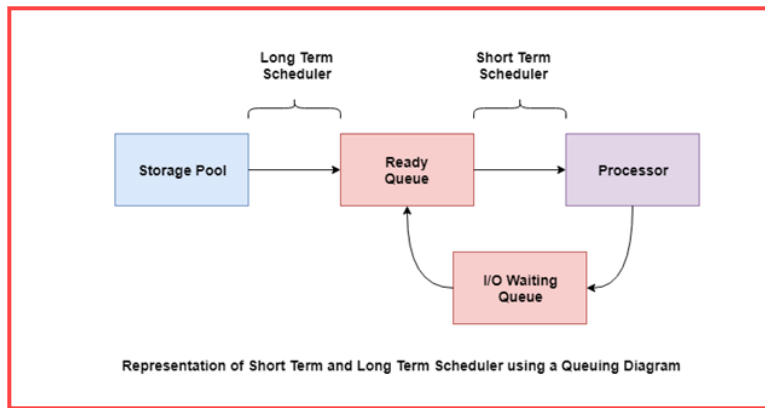 Long Term
Scheduler
Short Term
Scheduler
Storage Pool
Ready
Queue
Processor
I/O Waiting
Queue
Representation of Short Term and Long Term Scheduler using a Queuing Diagram